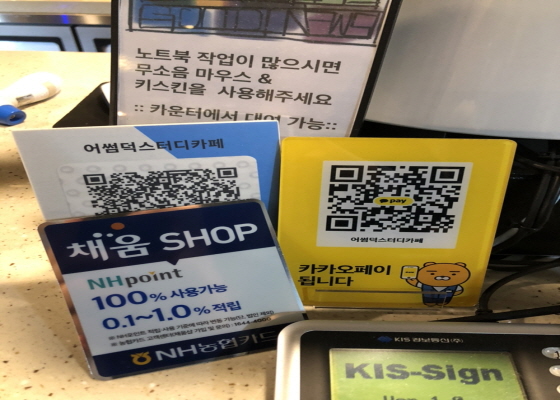 GOOD NEWS
노트북 작업이 많으시면
무소음 마우스 &
키스킨을 사용해주세요
:: 카운터에서 대여 가능::
어썸덕스터디카페
pay
어썸덕스터디카페
카카오페이
됩니다
채움 SHOP
NHpoint
100% 사용가능
0.1~1.0% 적립
NH농협카드
KIS 정보통신(주)
KIS-Sign